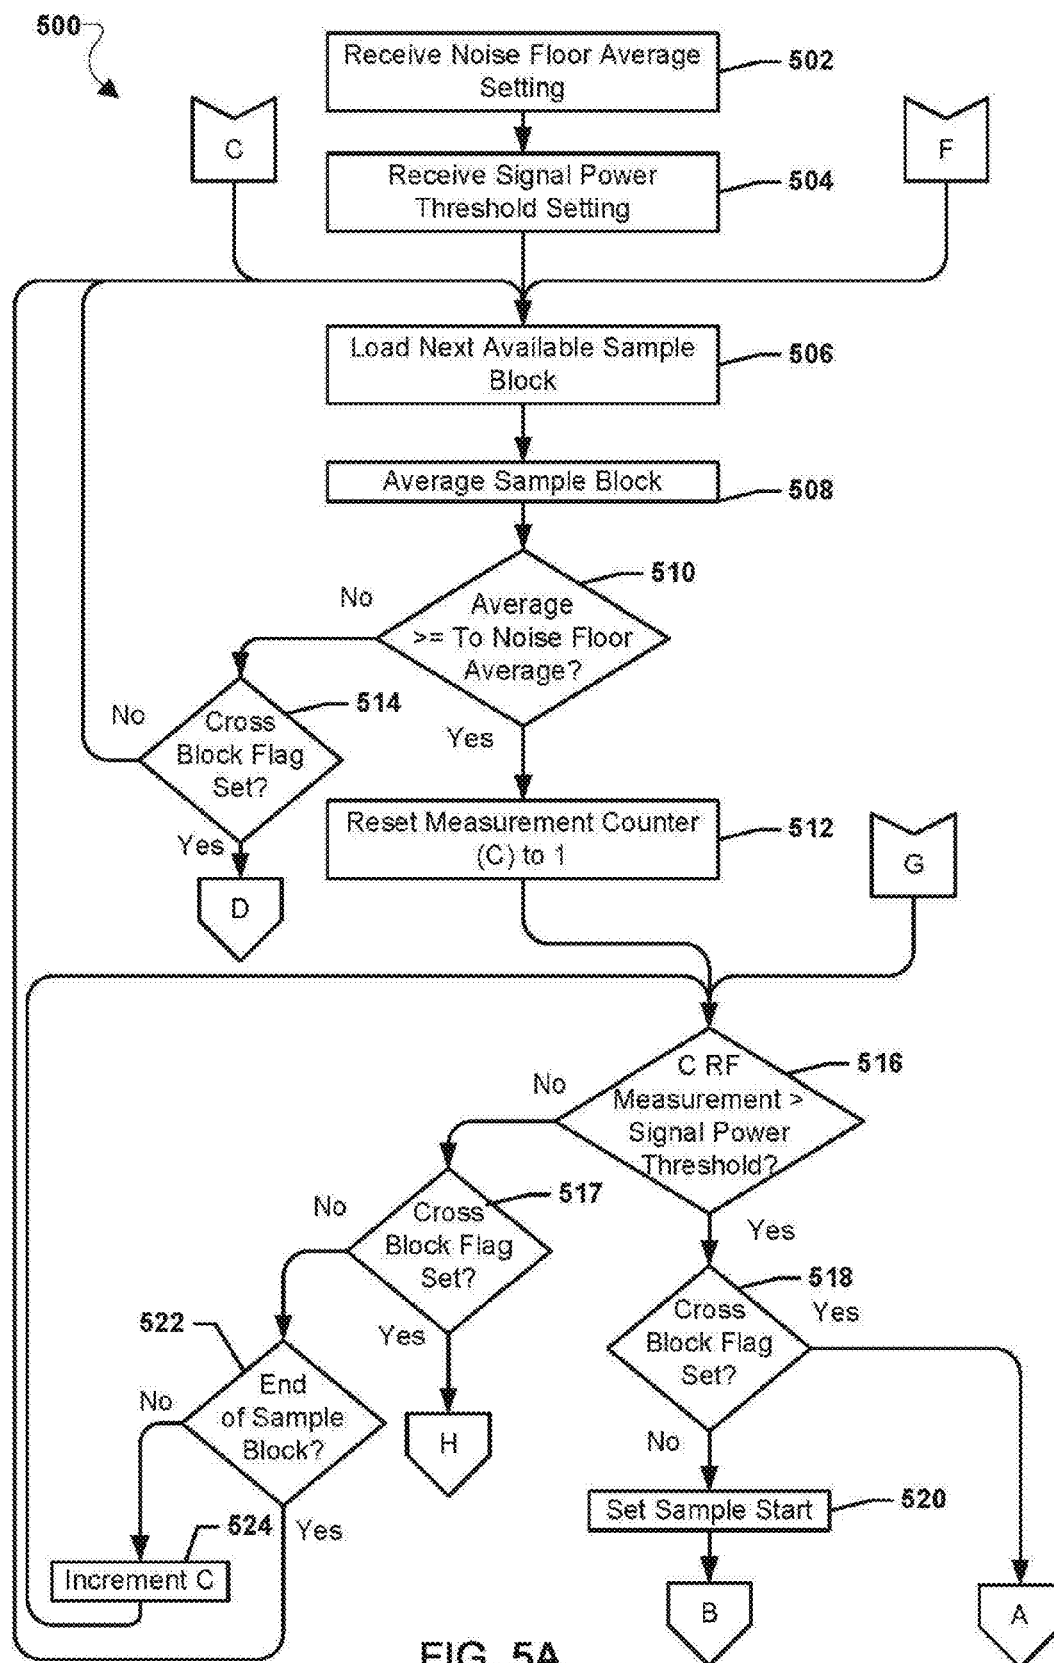 500
Receive Noise Floor Average
Setting
502
C
F
Receive Signal Power
Threshold Setting
504
Load Next Available Sample
Block
506
Average Sample Block
508
510
No
Average
>= To Noise Floor
Average?
514
No
Cross
Block Flag
Set?
Yes
Yes
Reset Measurement Counter
(C) to 1
512
G
D
C RF
Measurement >
Signal Power
Threshold?
516
No
517
No
Cross
Block Flag
Set?
Yes
518
Cross
Block Flag
Set?
Yes
522
Yes
No
End
of Sample
Block?
H
No
Set Sample Start
520
524
Yes
Increment C
B
A
FIG. 5A